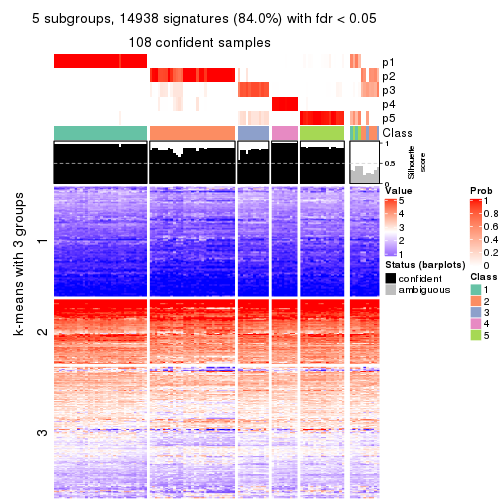 5 subgroups, 14938 signatures (84.0%) with fdr < 0.05
108 confident samples
p1
p2
p3
p4
p5
Class
1
0.5
0
Silhouette
score
k-means with 3 groups
1
2
3
Value
5
4
3
2
1
Status (barplots)
confident
ambiguous
Prob
1
0.8
0.6
0.4
0.2
0
Class
1
2
3
4
5